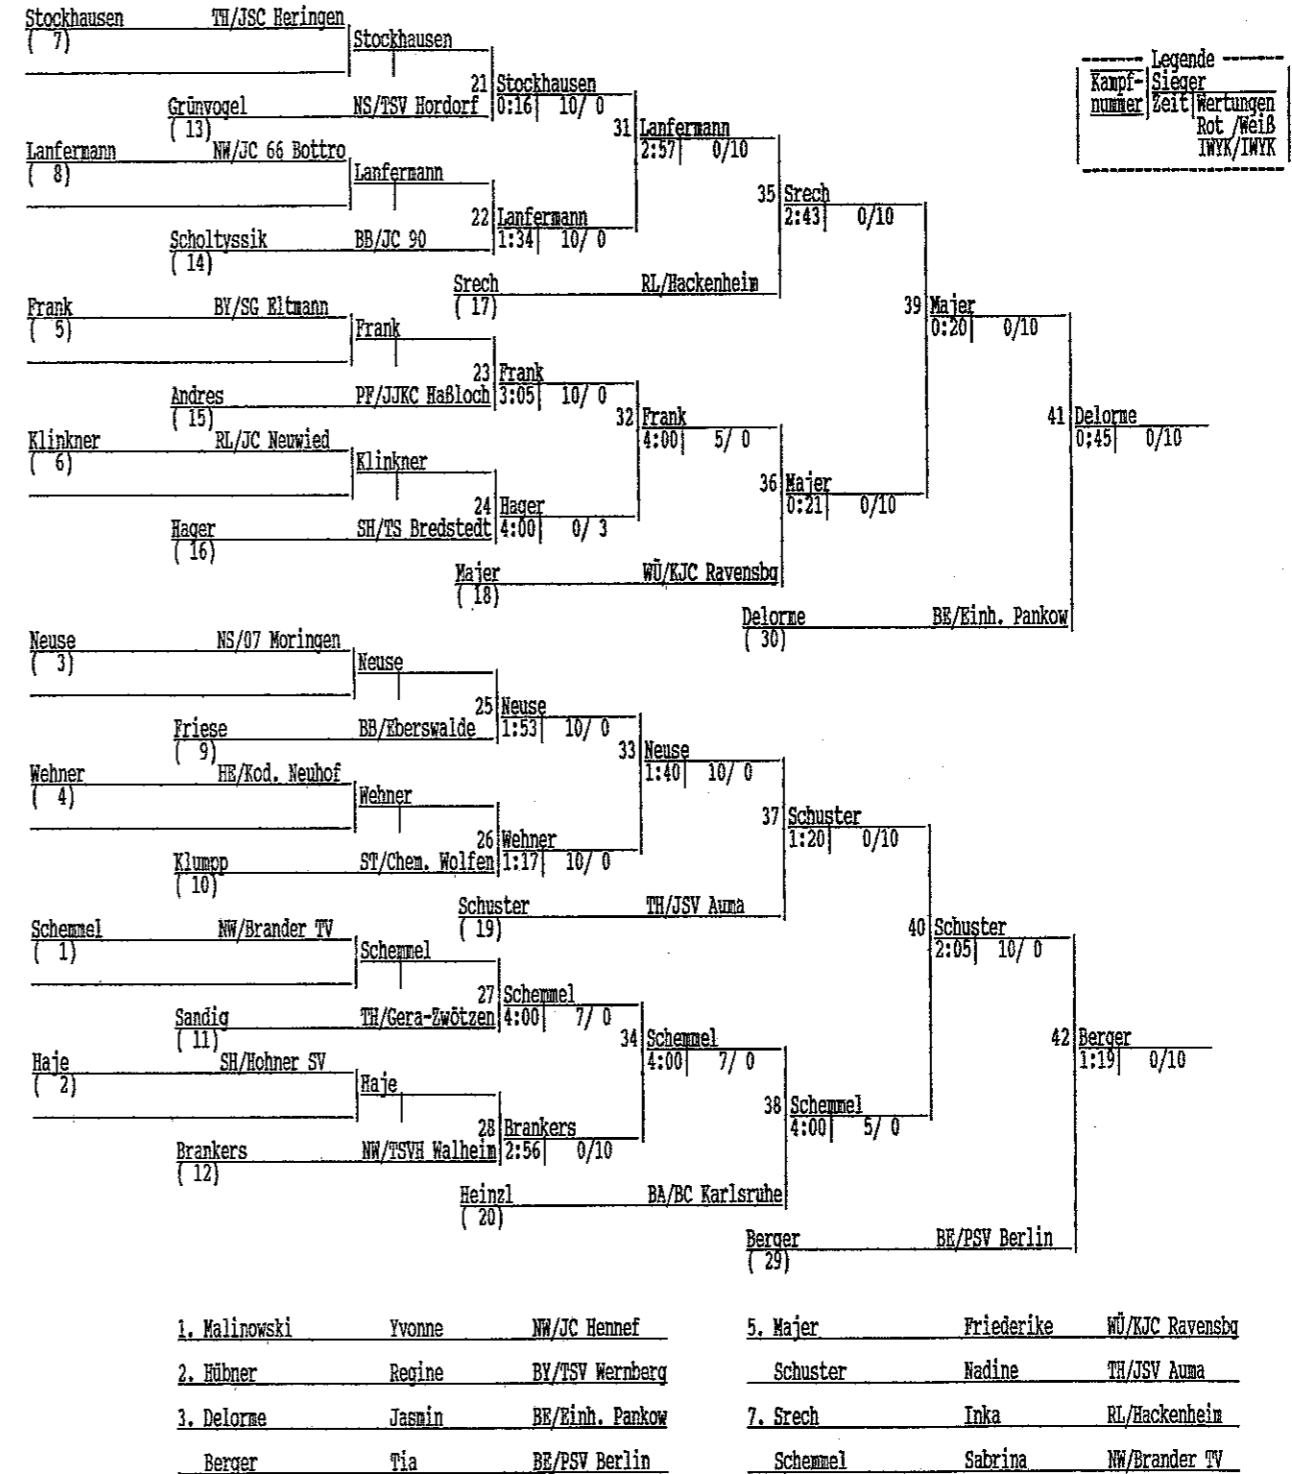 Stockhausen TH/JSC Heringen
( 7)
Stockhausen
21 Stockhausen
0:16 10/ 0
Grünvogel NS/TSV Hordorf
( 13)
31 Lanfermann
2:57 0/10
Lanfermann NW/JC 66 Bottro
( 8)
Lanfermann
22 Lanfermann
1:34 10/ 0
Scholtyssik BB/JC 90
( 14)
35 Srech
2:43 0/10
Srech RL/Hackenheim
( 17)
Legende
Kampf- Sieger
nummer Zeit Wertungen
Rot /Weiß
IWYK/IWYK
Frank BY/SG Eltmann
( 5)
Frank
23 Frank
3:05 10/ 0
Andres PF/JJKC Haßloch
( 15)
32 Frank
4:00 5/ 0
Klinkner RL/JC Neuwied
( 6)
Klinkner
24 Hager
4:00 0/ 3
Hager SH/TS Bredstedt
( 16)
36 Majer
0:21 0/10
Majer WÜ/KJC Ravensbg
( 18)
39 Majer
0:20 0/10
41 Delorme
0:45 0/10
Delorme BE/Einh. Pankow
( 30)
Neuse NS/07 Moringen
( 3)
Neuse
25 Neuse
1:53 10/ 0
Friese BB/Eberswalde
( 9)
33 Neuse
1:40 10/ 0
Wehner HE/Kod. Neuhof
( 4)
Wehner
26 Wehner
1:17 10/ 0
Klumpp ST/Chem. Wolfen
( 10)
37 Schuster
1:20 0/10
Schuster TH/JSV Auma
( 19)
40 Schuster
2:05 10/ 0
Schemmel NW/Brander TV
( 1)
Schemmel
27 Schemmel
4:00 7/ 0
Sandig TH/Gera-Zwötzen
( 11)
34 Schemmel
4:00 7/ 0
Haje SH/Hohner SV
( 2)
Haje
28 Brankers
2:56 0/10
Brankers NW/TSVH Walheim
( 12)
38 Schemmel
4:00 5/ 0
Heinzl BA/BC Karlsruhe
( 20)
42 Berger
1:19 0/10
Berger BE/PSV Berlin
( 29)
1. Malinowski Yvonne NW/JC Hennef
2. Hübner Regine BY/TSV Wernberg
3. Delorme Jasmin BE/Einh. Pankow
Berger Tia BE/PSV Berlin
5. Majer Friederike WÜ/KJC Ravensbg
Schuster Nadine TH/JSV Auma
7. Srech Inka RL/Hackenheim
Schemmel Sabrina NW/Brander TV